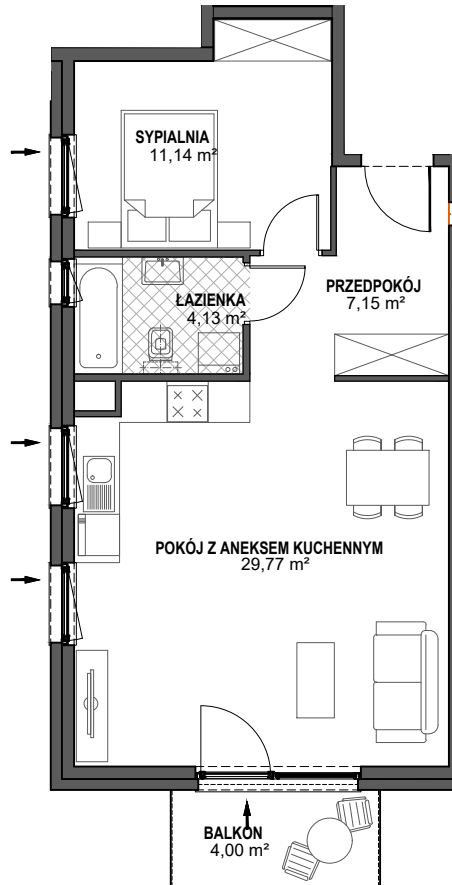 SYPIALNIA
11,14 m²
ŁAZIENKA
4,13 m²
PRZEDPOKÓJ
7,15 m²
POKÓJ Z ANEKSEM KUCHENNYM
29,77 m²
BALKON
4,00 m²